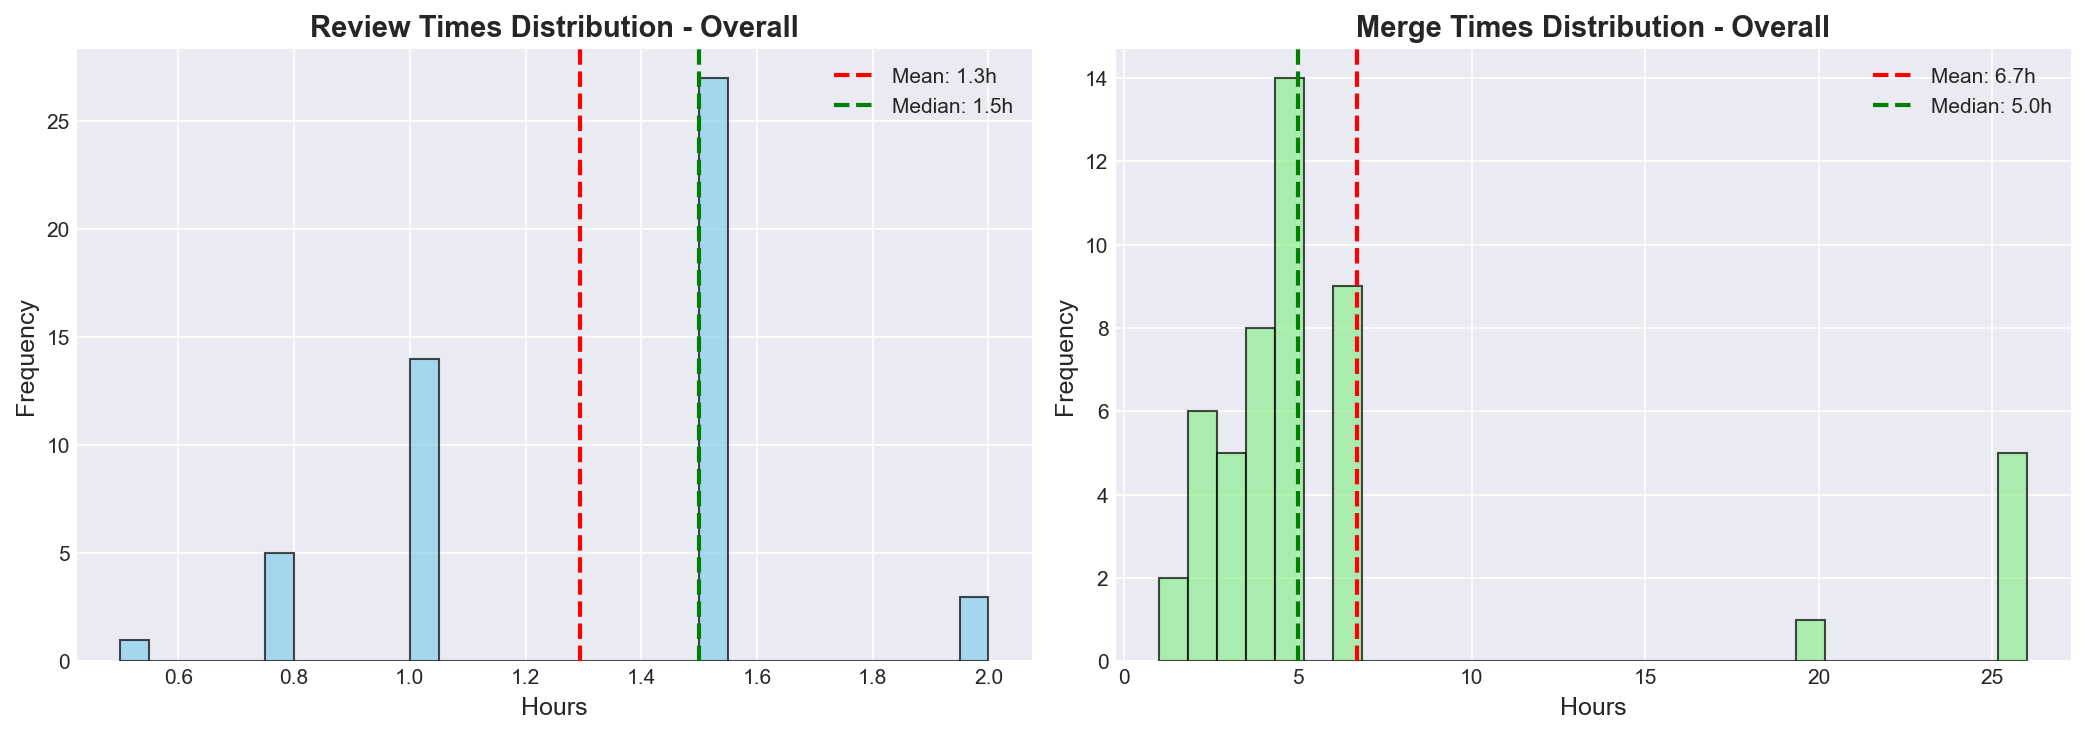 Review Times Distribution - Overall
Mean: 1.3h
Median: 1.5h
Frequency
25
20
15
10
5
0
0.6 0.8 1.0 1.2 1.4 1.6 1.8 2.0
Hours
Merge Times Distribution - Overall
Mean: 6.7h
Median: 5.0h
Frequency
14
12
10
8
6
4
2
0
0 5 10 15 20 25
Hours